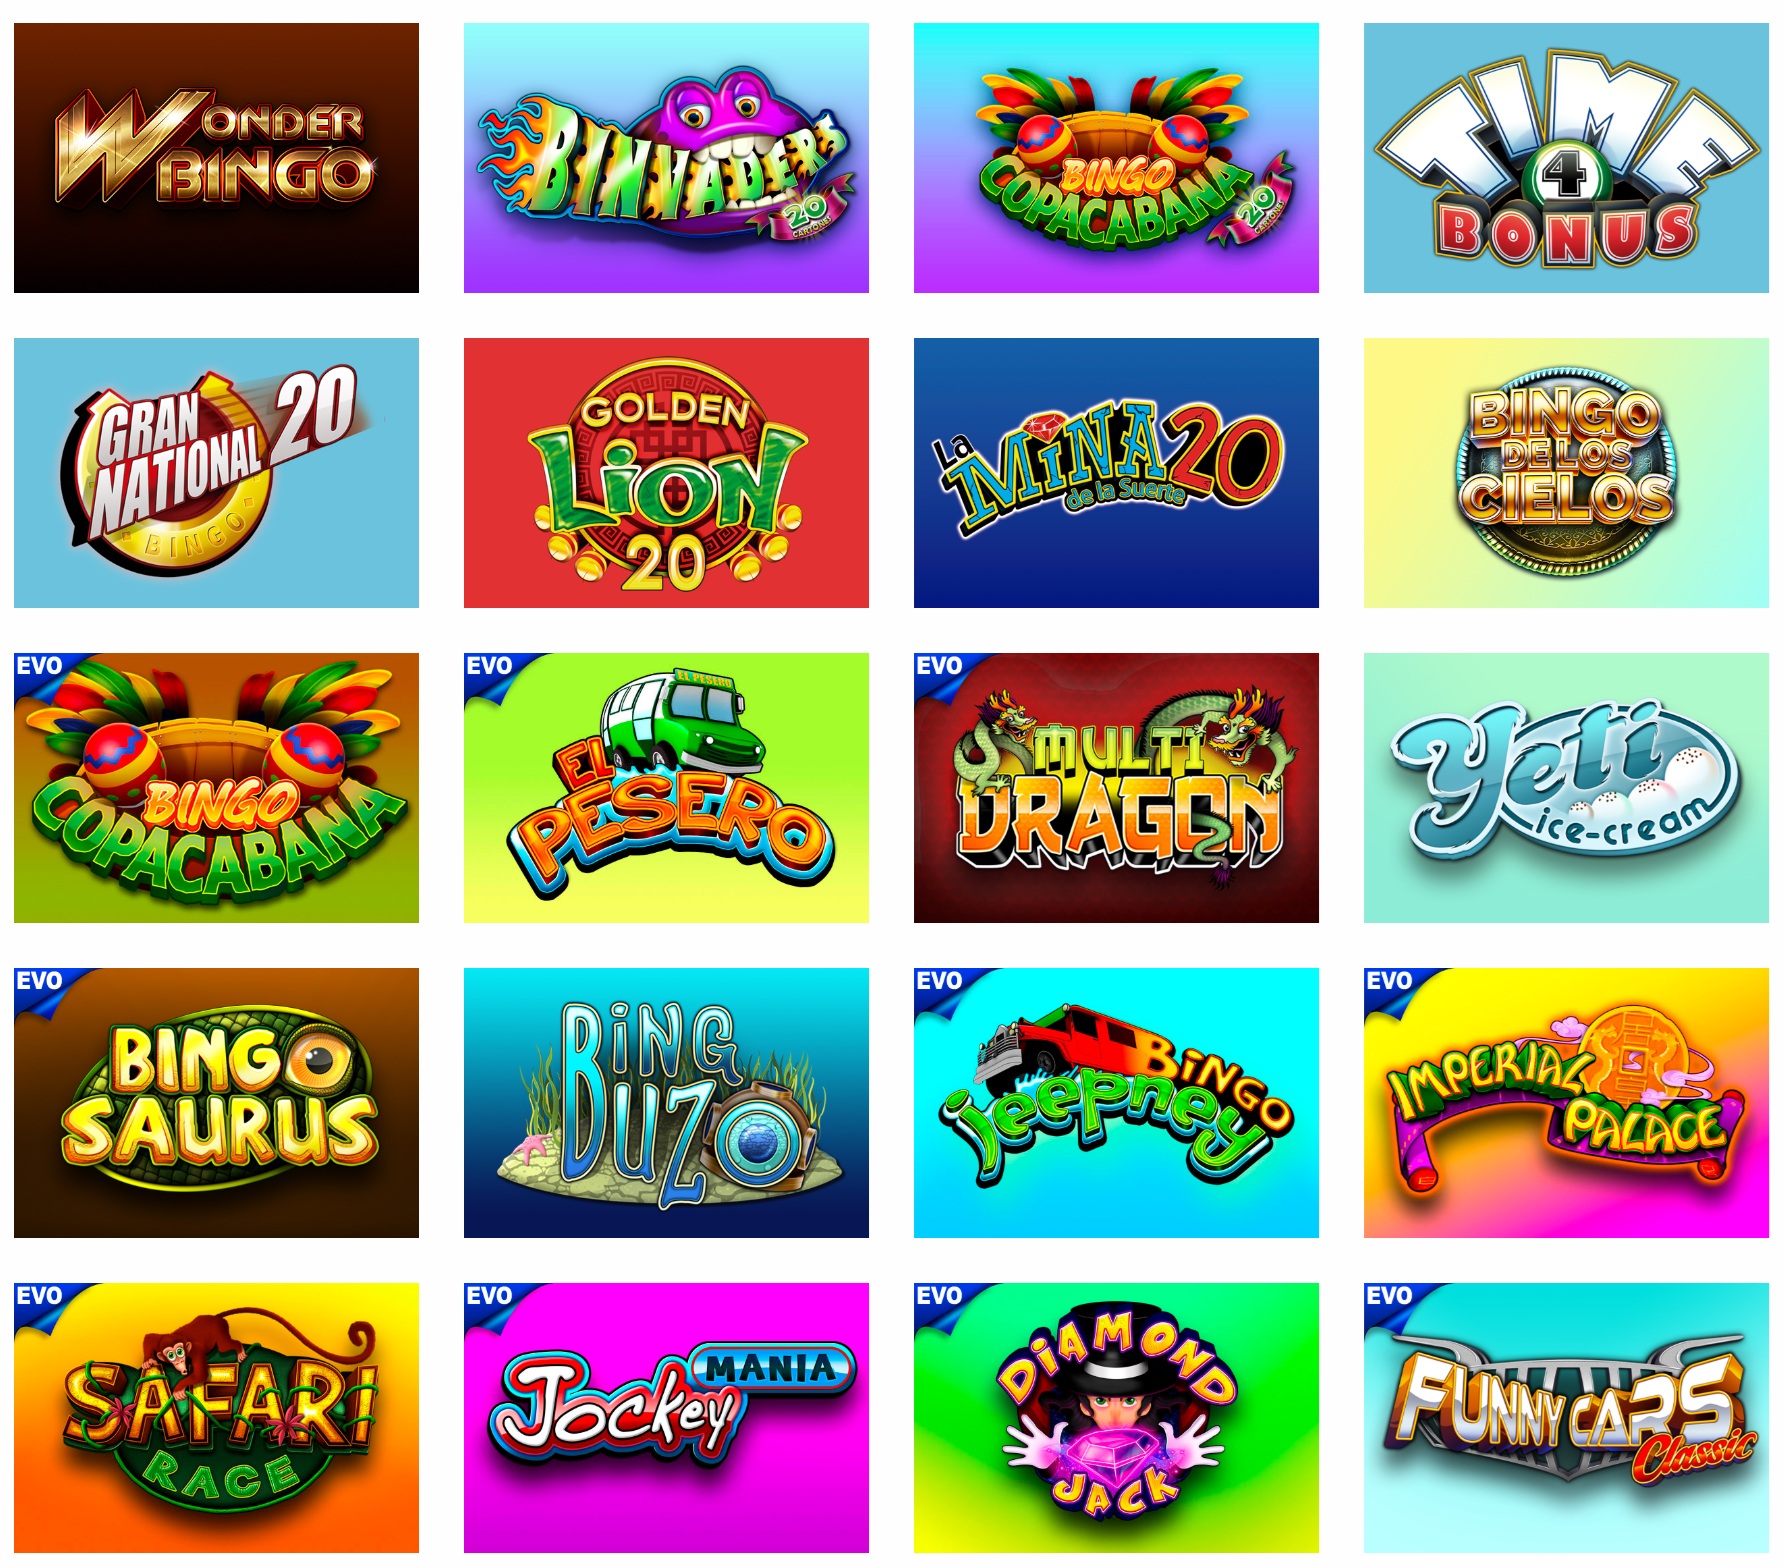 WONDER
BINGO
BINVADERS
20
CARTONES
BINGO
COPACABANA
20
CARTONES
TIME
4
BONUS
GRAN
NATIONAL 20
BINGO
GOLDEN
LION
20
La MINA 20
de la Suerte
BINGO
DE LOS
CIELOS
EVO
BINGO
COPACABANA
EVO
EL PESERO
EL
PESERO
EVO
MULTI
DRAGON
Yeti
ice-cream
EVO
BINGO
SAURUS
BING
BUZO
EVO
BINGO
jeepney
EVO
IMPERIAL
PALACE
EVO
SAFARI
RACE
EVO
Jockey MANIA
EVO
DIAMOND
JACK
EVO
FUNNY CARS
Classic